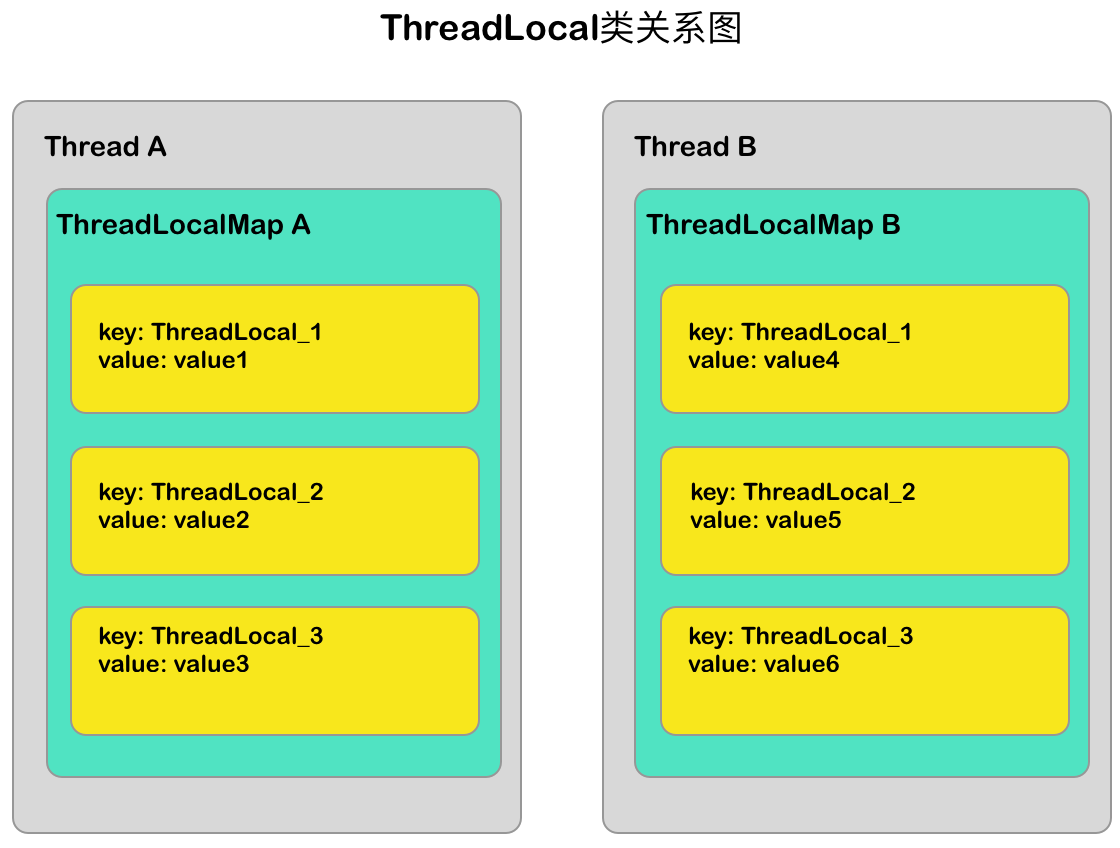 ThreadLocal类关系图
Thread A
ThreadLocalMap A
key: ThreadLocal_1
value: value1
key: ThreadLocal_2
value: value2
key: ThreadLocal_3
value: value3
Thread B
ThreadLocalMap B
key: ThreadLocal_1
value: value4
key: ThreadLocal_2
value: value5
key: ThreadLocal_3
value: value6